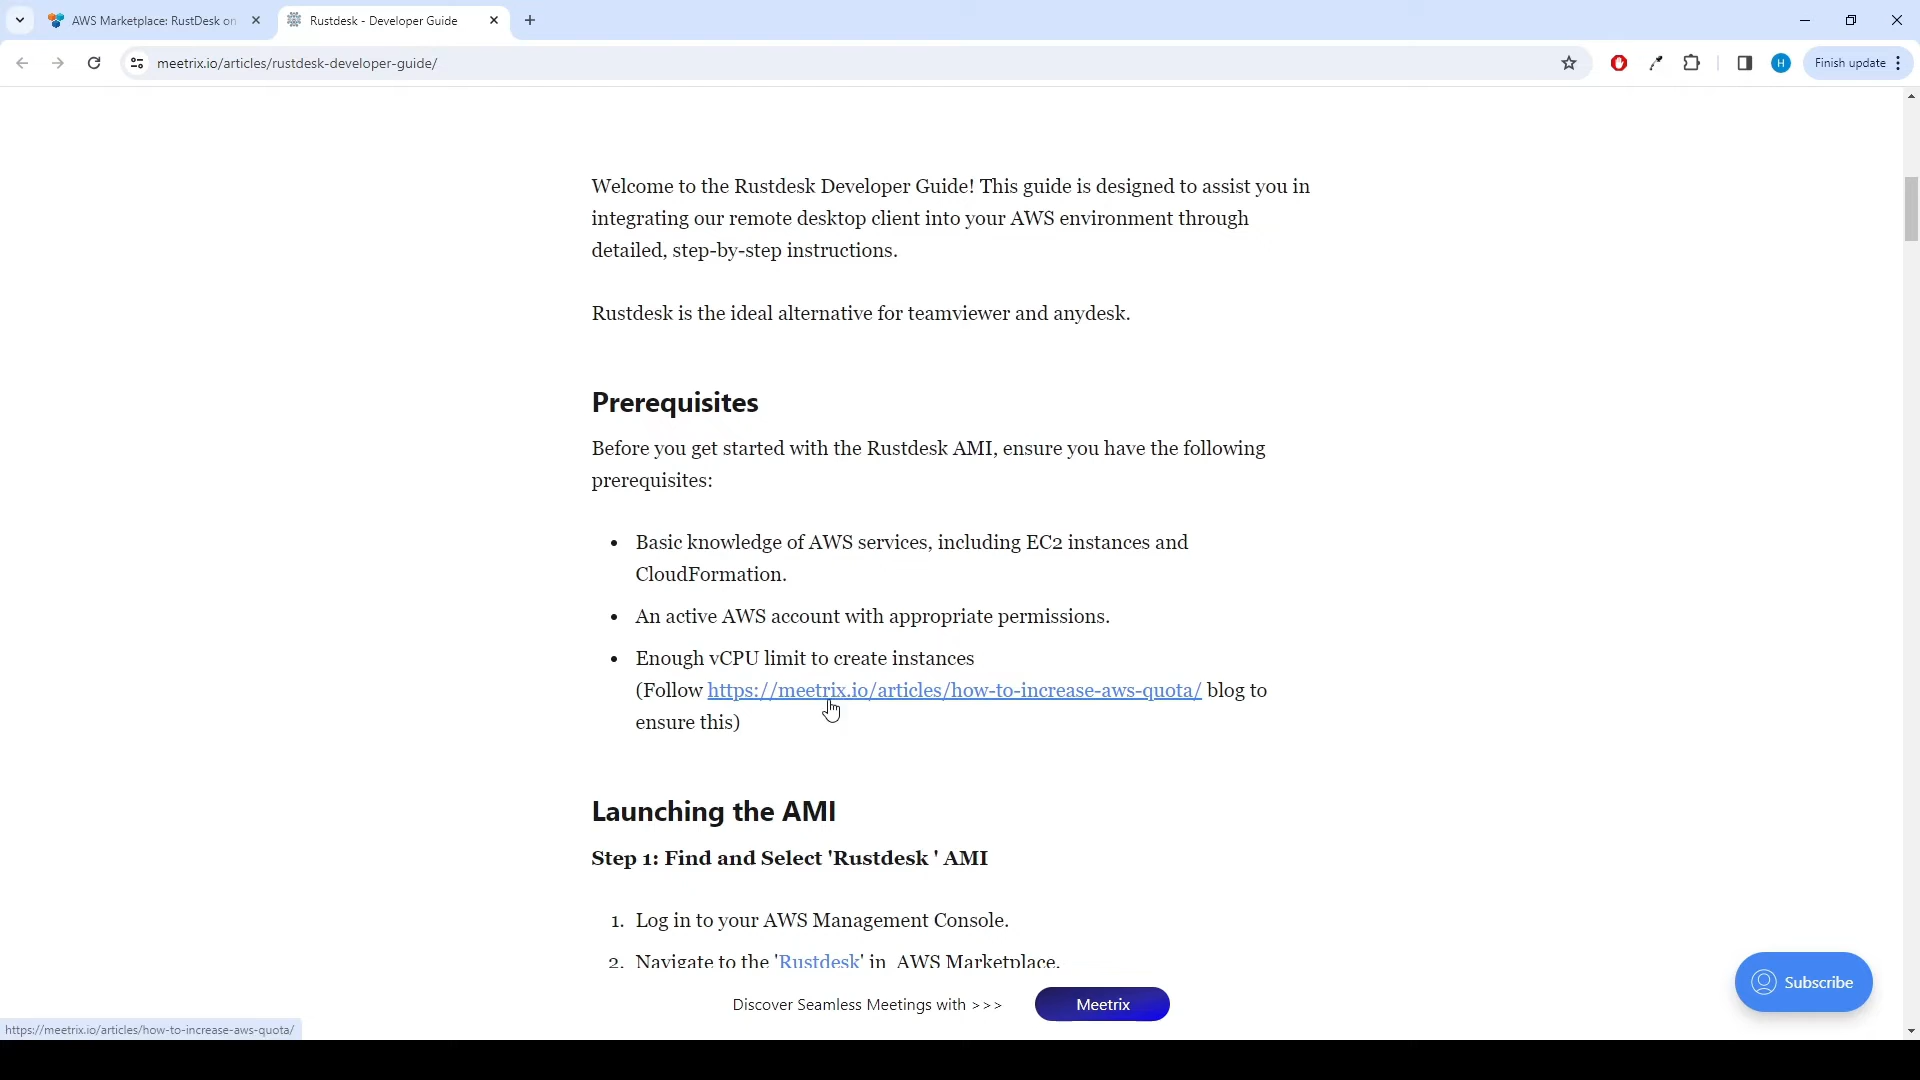 AWS Marketplace: RustDesk on
Rustdesk - Developer Guide
meetrix.io/articles/rustdesk-developer-guide/
H
Finish update
Welcome to the Rustdesk Developer Guide! This guide is designed to assist you in
integrating our remote desktop client into your AWS environment through
detailed, step-by-step instructions.
Rustdesk is the ideal alternative for teamviewer and anydesk.
Prerequisites
Before you get started with the Rustdesk AMI, ensure you have the following
prerequisites:
• Basic knowledge of AWS services, including EC2 instances and
CloudFormation.
• An active AWS account with appropriate permissions.
• Enough vCPU limit to create instances
(Follow https://meetrix.io/articles/how-to-increase-aws-quota/ blog to
ensure this)
Launching the AMI
Step 1: Find and Select 'Rustdesk ' AMI
1. Log in to your AWS Management Console.
2. Navigate to the 'Rustdesk' in AWS Marketplace.
Discover Seamless Meetings with >>>
Meetrix
Subscribe
https://meetrix.io/articles/how-to-increase-aws-quota/